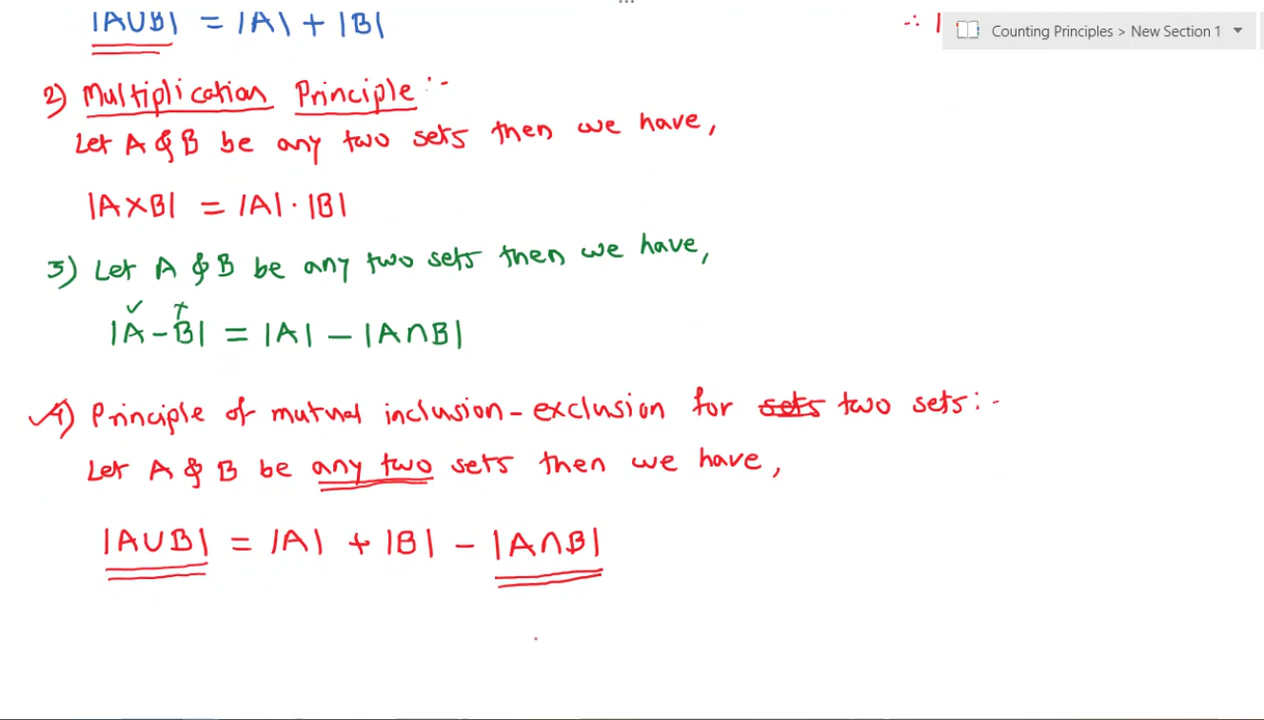 |A∪B| = |A| + |B|
∴ |
Counting Principles > New Section 1
2) Multiplication Principle :-
Let A & B be any two sets then we have,
|A×B| = |A| · |B|
3) Let A & B be any two sets then we have,
|A - B| = |A| - |A∩B|
4) Principle of mutual inclusion-exclusion for sets two sets :-
Let A & B be any two sets then we have,
|A∪B| = |A| + |B| - |A∩B|